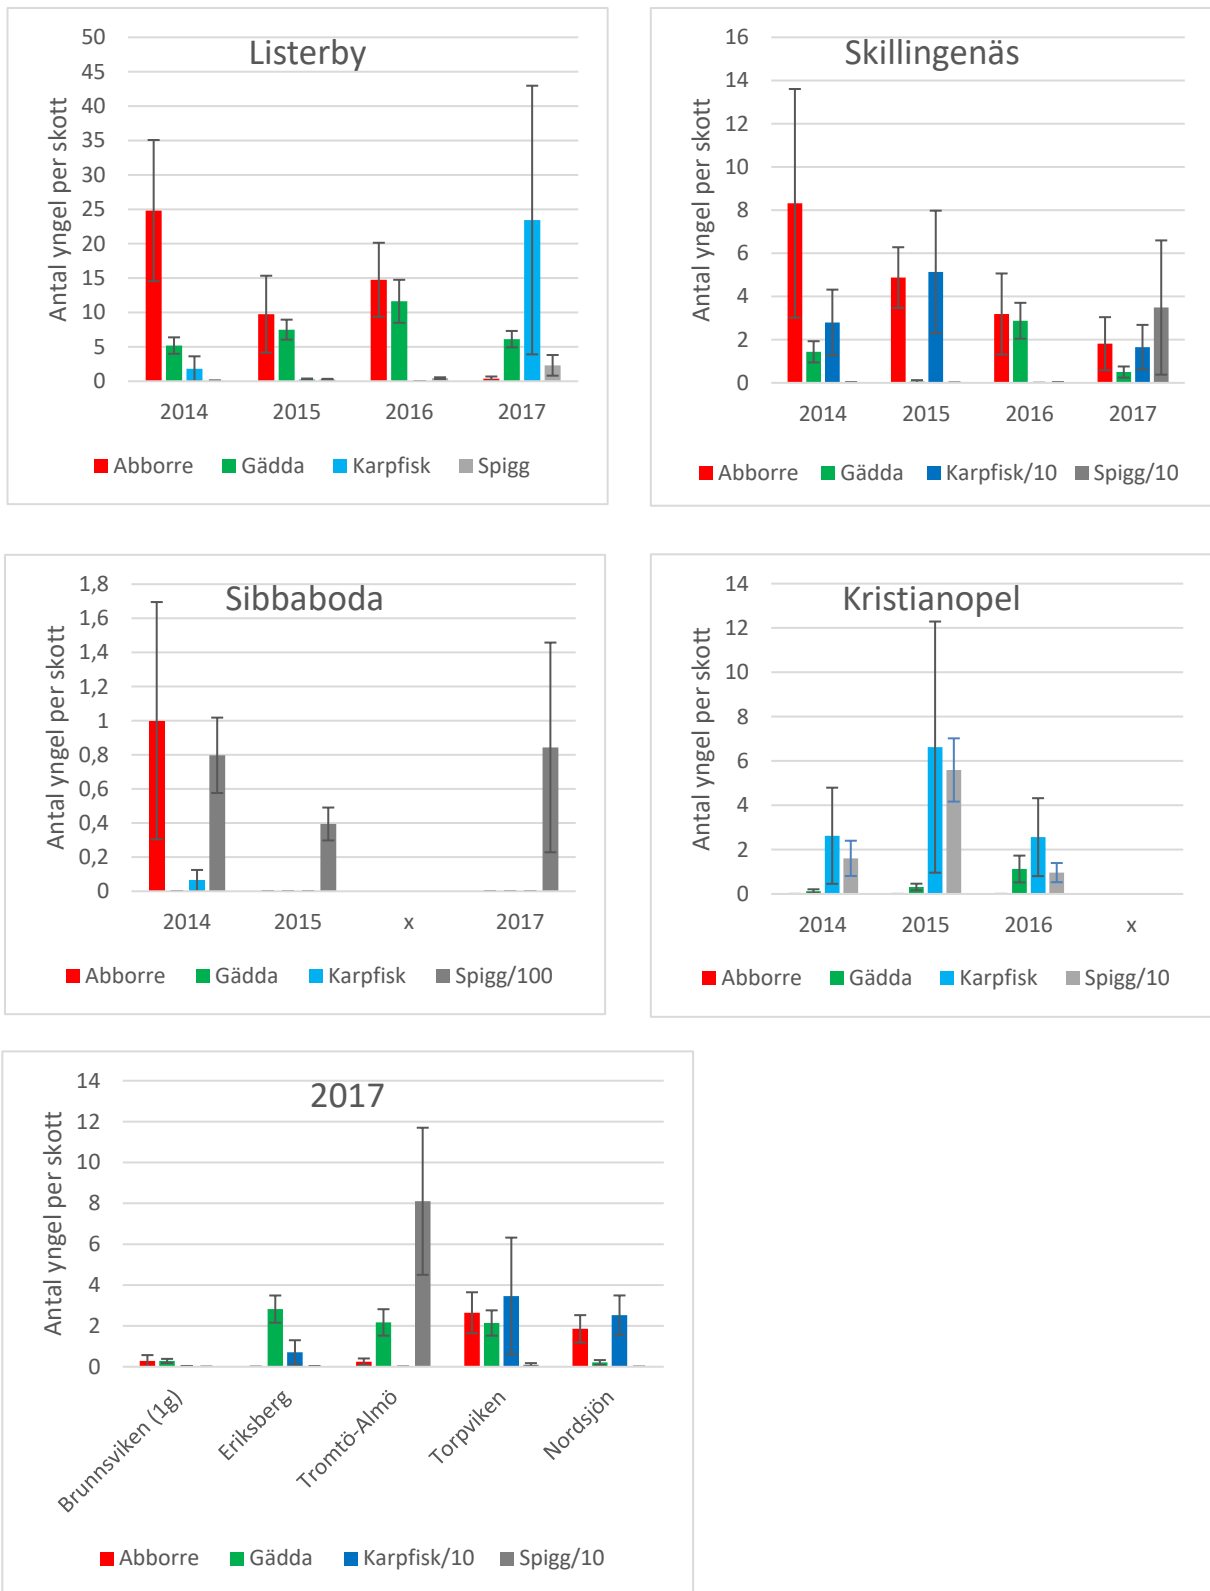 Listerby
Antal yngel per skott
50
45
40
35
30
25
20
15
10
5
0
2014 2015 2016 2017
Abborre Gädda Karpfisk Spigg
Skillingenäs
Antal yngel per skott
16
14
12
10
8
6
4
2
0
2014 2015 2016 2017
Abborre Gädda Karpfisk/10 Spigg/10
Sibbaboda
Antal yngel per skott
1,8
1,6
1,4
1,2
1
0,8
0,6
0,4
0,2
0
2014 2015 x 2017
Abborre Gädda Karpfisk Spigg/100
Kristianopel
Antal yngel per skott
14
12
10
8
6
4
2
0
2014 2015 2016 x
Abborre Gädda Karpfisk Spigg/10
2017
Antal yngel per skott
14
12
10
8
6
4
2
0
Brunnsviken (1g)
Eriksberg
Tromtö-Almö
Torpviken
Nordsjön
Abborre Gädda Karpfisk/10 Spigg/10